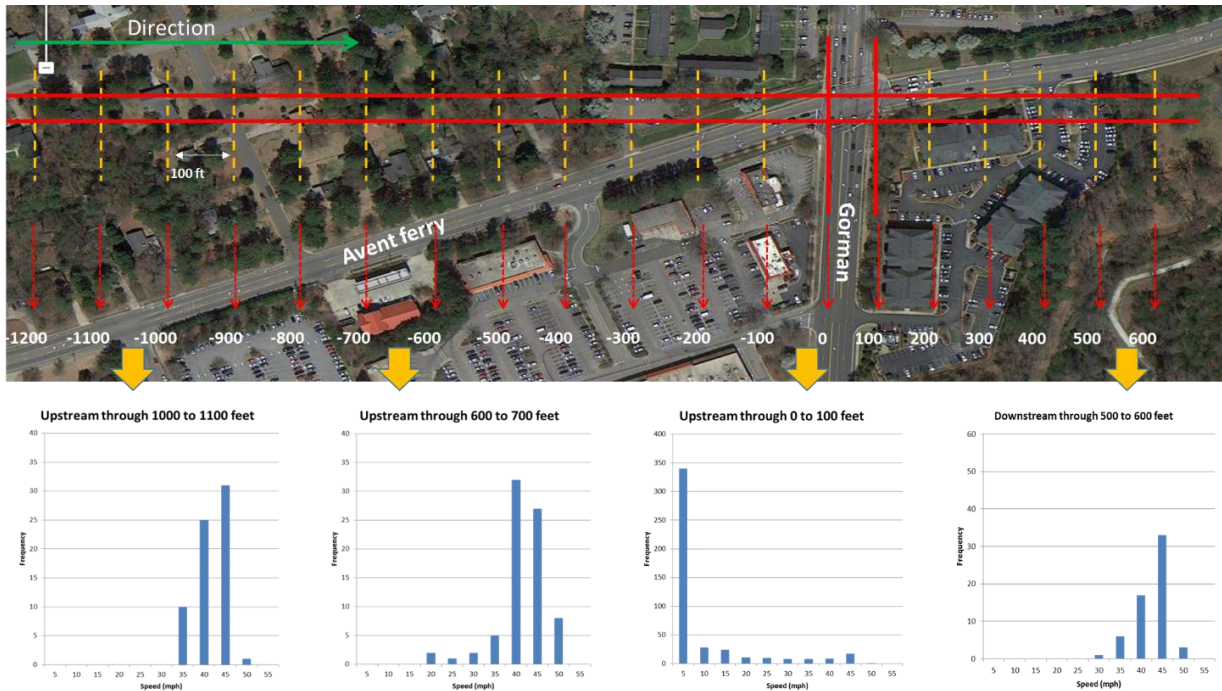 Direction
100 ft
Avent ferry
Gorman
-1200 -1100 -1000 -900 -800 -700 -600 -500 -400 -300 -200 -100 0 100 200 300 400 500 600
Upstream through 1000 to 1100 feet
40
35
30
25
20
15
10
5
0
Frequency
5 10 15 20 25 30 35 40 45 50 55
Speed (mph)
Upstream through 600 to 700 feet
40
35
30
25
20
15
10
5
0
Frequency
5 10 15 20 25 30 35 40 45 50 55
Speed (mph)
Upstream through 0 to 100 feet
400
350
300
250
200
150
100
50
0
Frequency
5 10 15 20 25 30 35 40 45 50 55
Speed (mph)
Downstream through 500 to 600 feet
60
50
40
30
20
10
0
Frequency
5 10 15 20 25 30 35 40 45 50 55
Speed (mph)